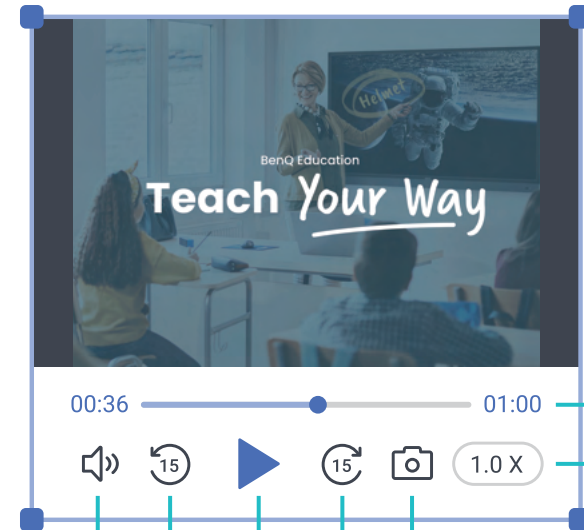 Helmet
BenQ Education
Teach Your Way
00:36 01:00
15 15 1.0 X